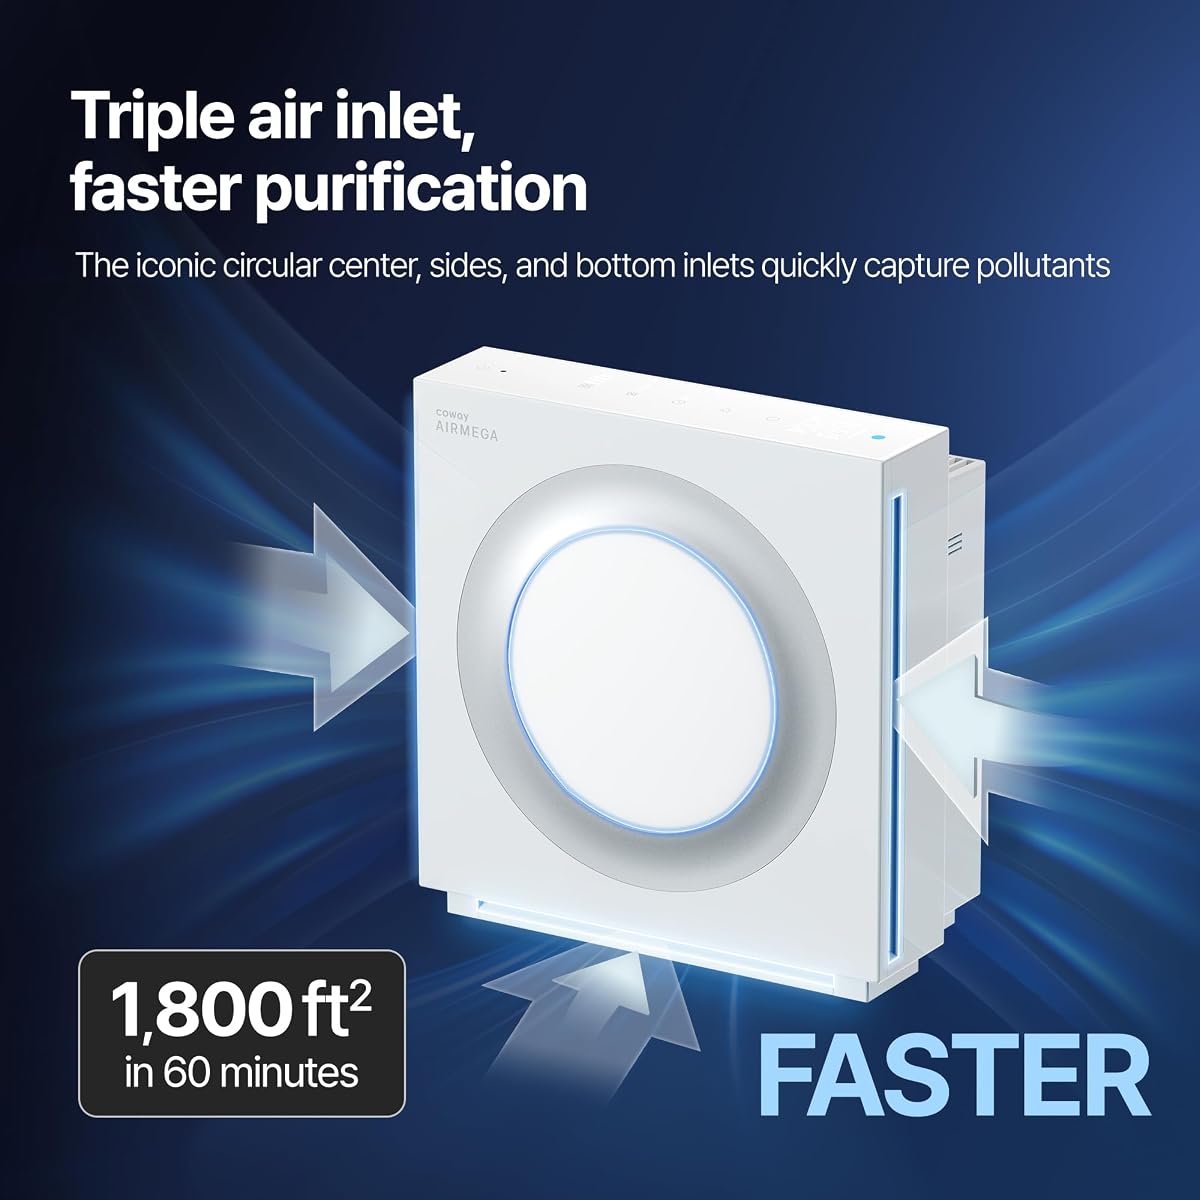 Triple air inlet,
faster purification
The iconic circular center, sides, and bottom inlets quickly capture pollutants
coway
AIRMEGA
1,800 ft²
in 60 minutes
FASTER